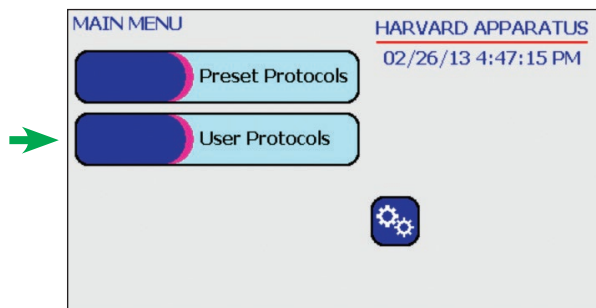 MAIN MENU
HARVARD APPARATUS
02/26/13 4:47:15 PM
Preset Protocols
User Protocols